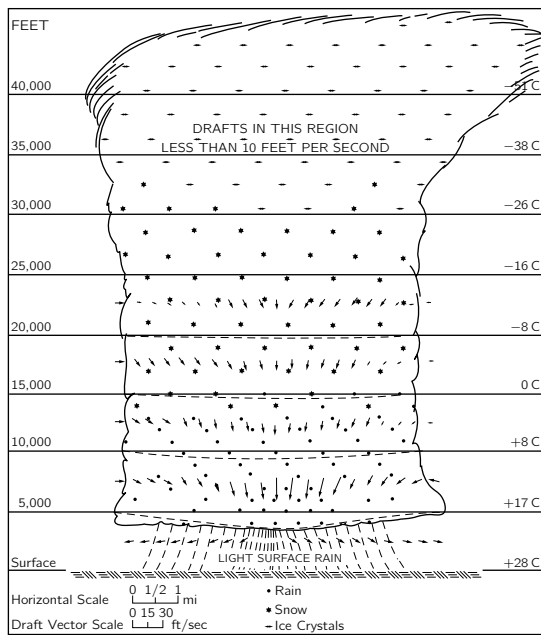 FEET
40,000 −51 C
DRAFTS IN THIS REGION
LESS THAN 10 FEET PER SECOND
35,000 −38 C
30,000 −26 C
25,000 −16 C
20,000 −8 C
15,000 0 C
10,000 +8 C
5,000 +17 C
LIGHT SURFACE RAIN
Surface +28 C
0 1/2 1
Horizontal Scale mi
0 15 30
Draft Vector Scale ft/sec
Rain
Snow
Ice Crystals